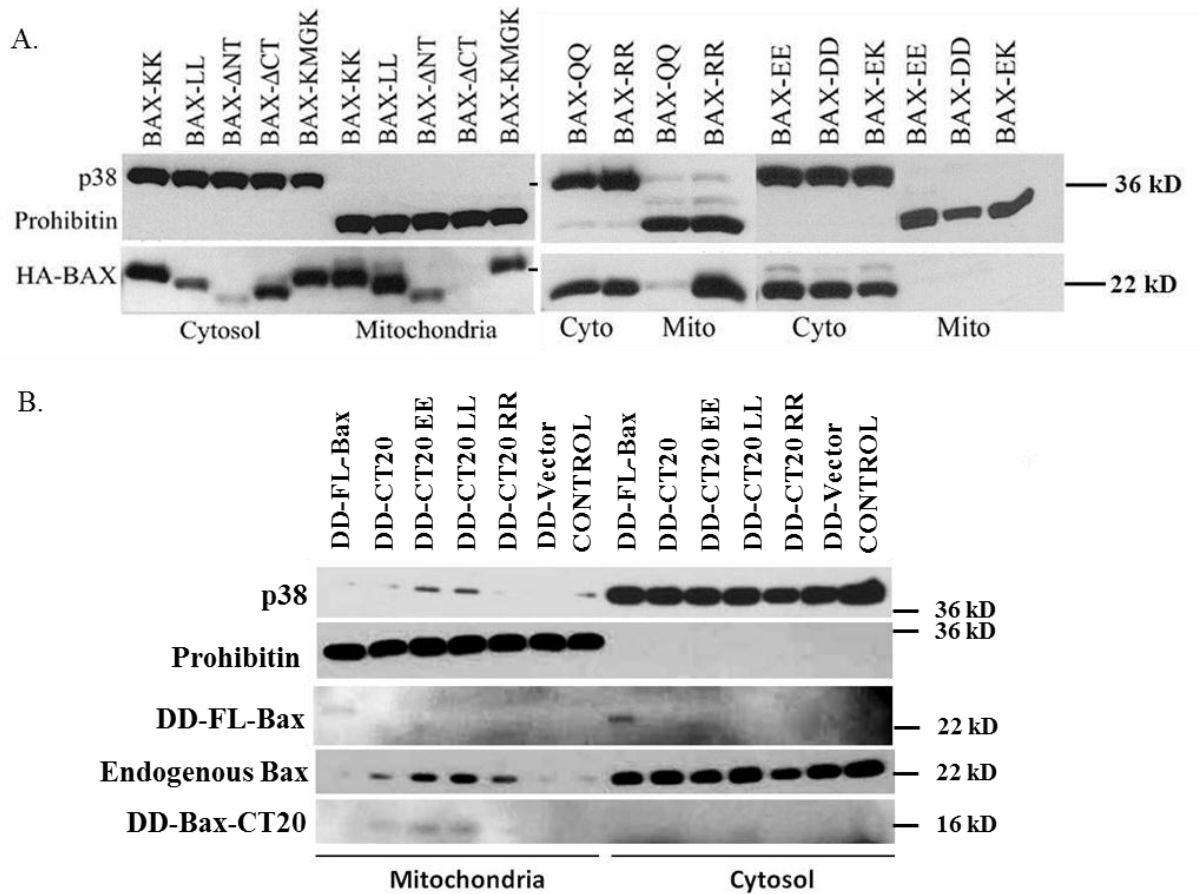 A.
BAX-KK
BAX-LL
BAX-ΔNT
BAX-ΔCT
BAX-KMGK
BAX-KK
BAX-LL
BAX-ΔNT
BAX-ΔCT
BAX-KMGK
BAX-QQ
BAX-RR
BAX-QQ
BAX-RR
BAX-EE
BAX-DD
BAX-EK
BAX-EE
BAX-DD
BAX-EK
p38
36 kD
Prohibitin
HA-BAX
22 kD
Cytosol Mitochondria Cyto Mito Cyto Mito
B.
DD-FL-Bax
DD-CT20
DD-CT20 EE
DD-CT20 LL
DD-CT20 RR
DD-Vector
CONTROL
DD-FL-Bax
DD-CT20
DD-CT20 EE
DD-CT20 LL
DD-CT20 RR
DD-Vector
CONTROL
p38
36 kD
36 kD
Prohibitin
DD-FL-Bax
22 kD
Endogenous Bax 22 kD
DD-Bax-CT20 16 kD
Mitochondria Cytosol